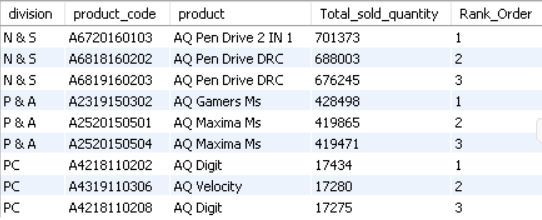 division product_code product Total_sold_quantity Rank_Order
N & S A6720160103 AQ Pen Drive 2 IN 1 701373 1
N & S A6818160202 AQ Pen Drive DRC 688003 2
N & S A6819160203 AQ Pen Drive DRC 676245 3
P & A A2319150302 AQ Gamers Ms 428498 1
P & A A2520150501 AQ Maxima Ms 419865 2
P & A A2520150504 AQ Maxima Ms 419471 3
PC A4218110202 AQ Digit 17434 1
PC A4319110306 AQ Velocity 17280 2
PC A4218110208 AQ Digit 17275 3